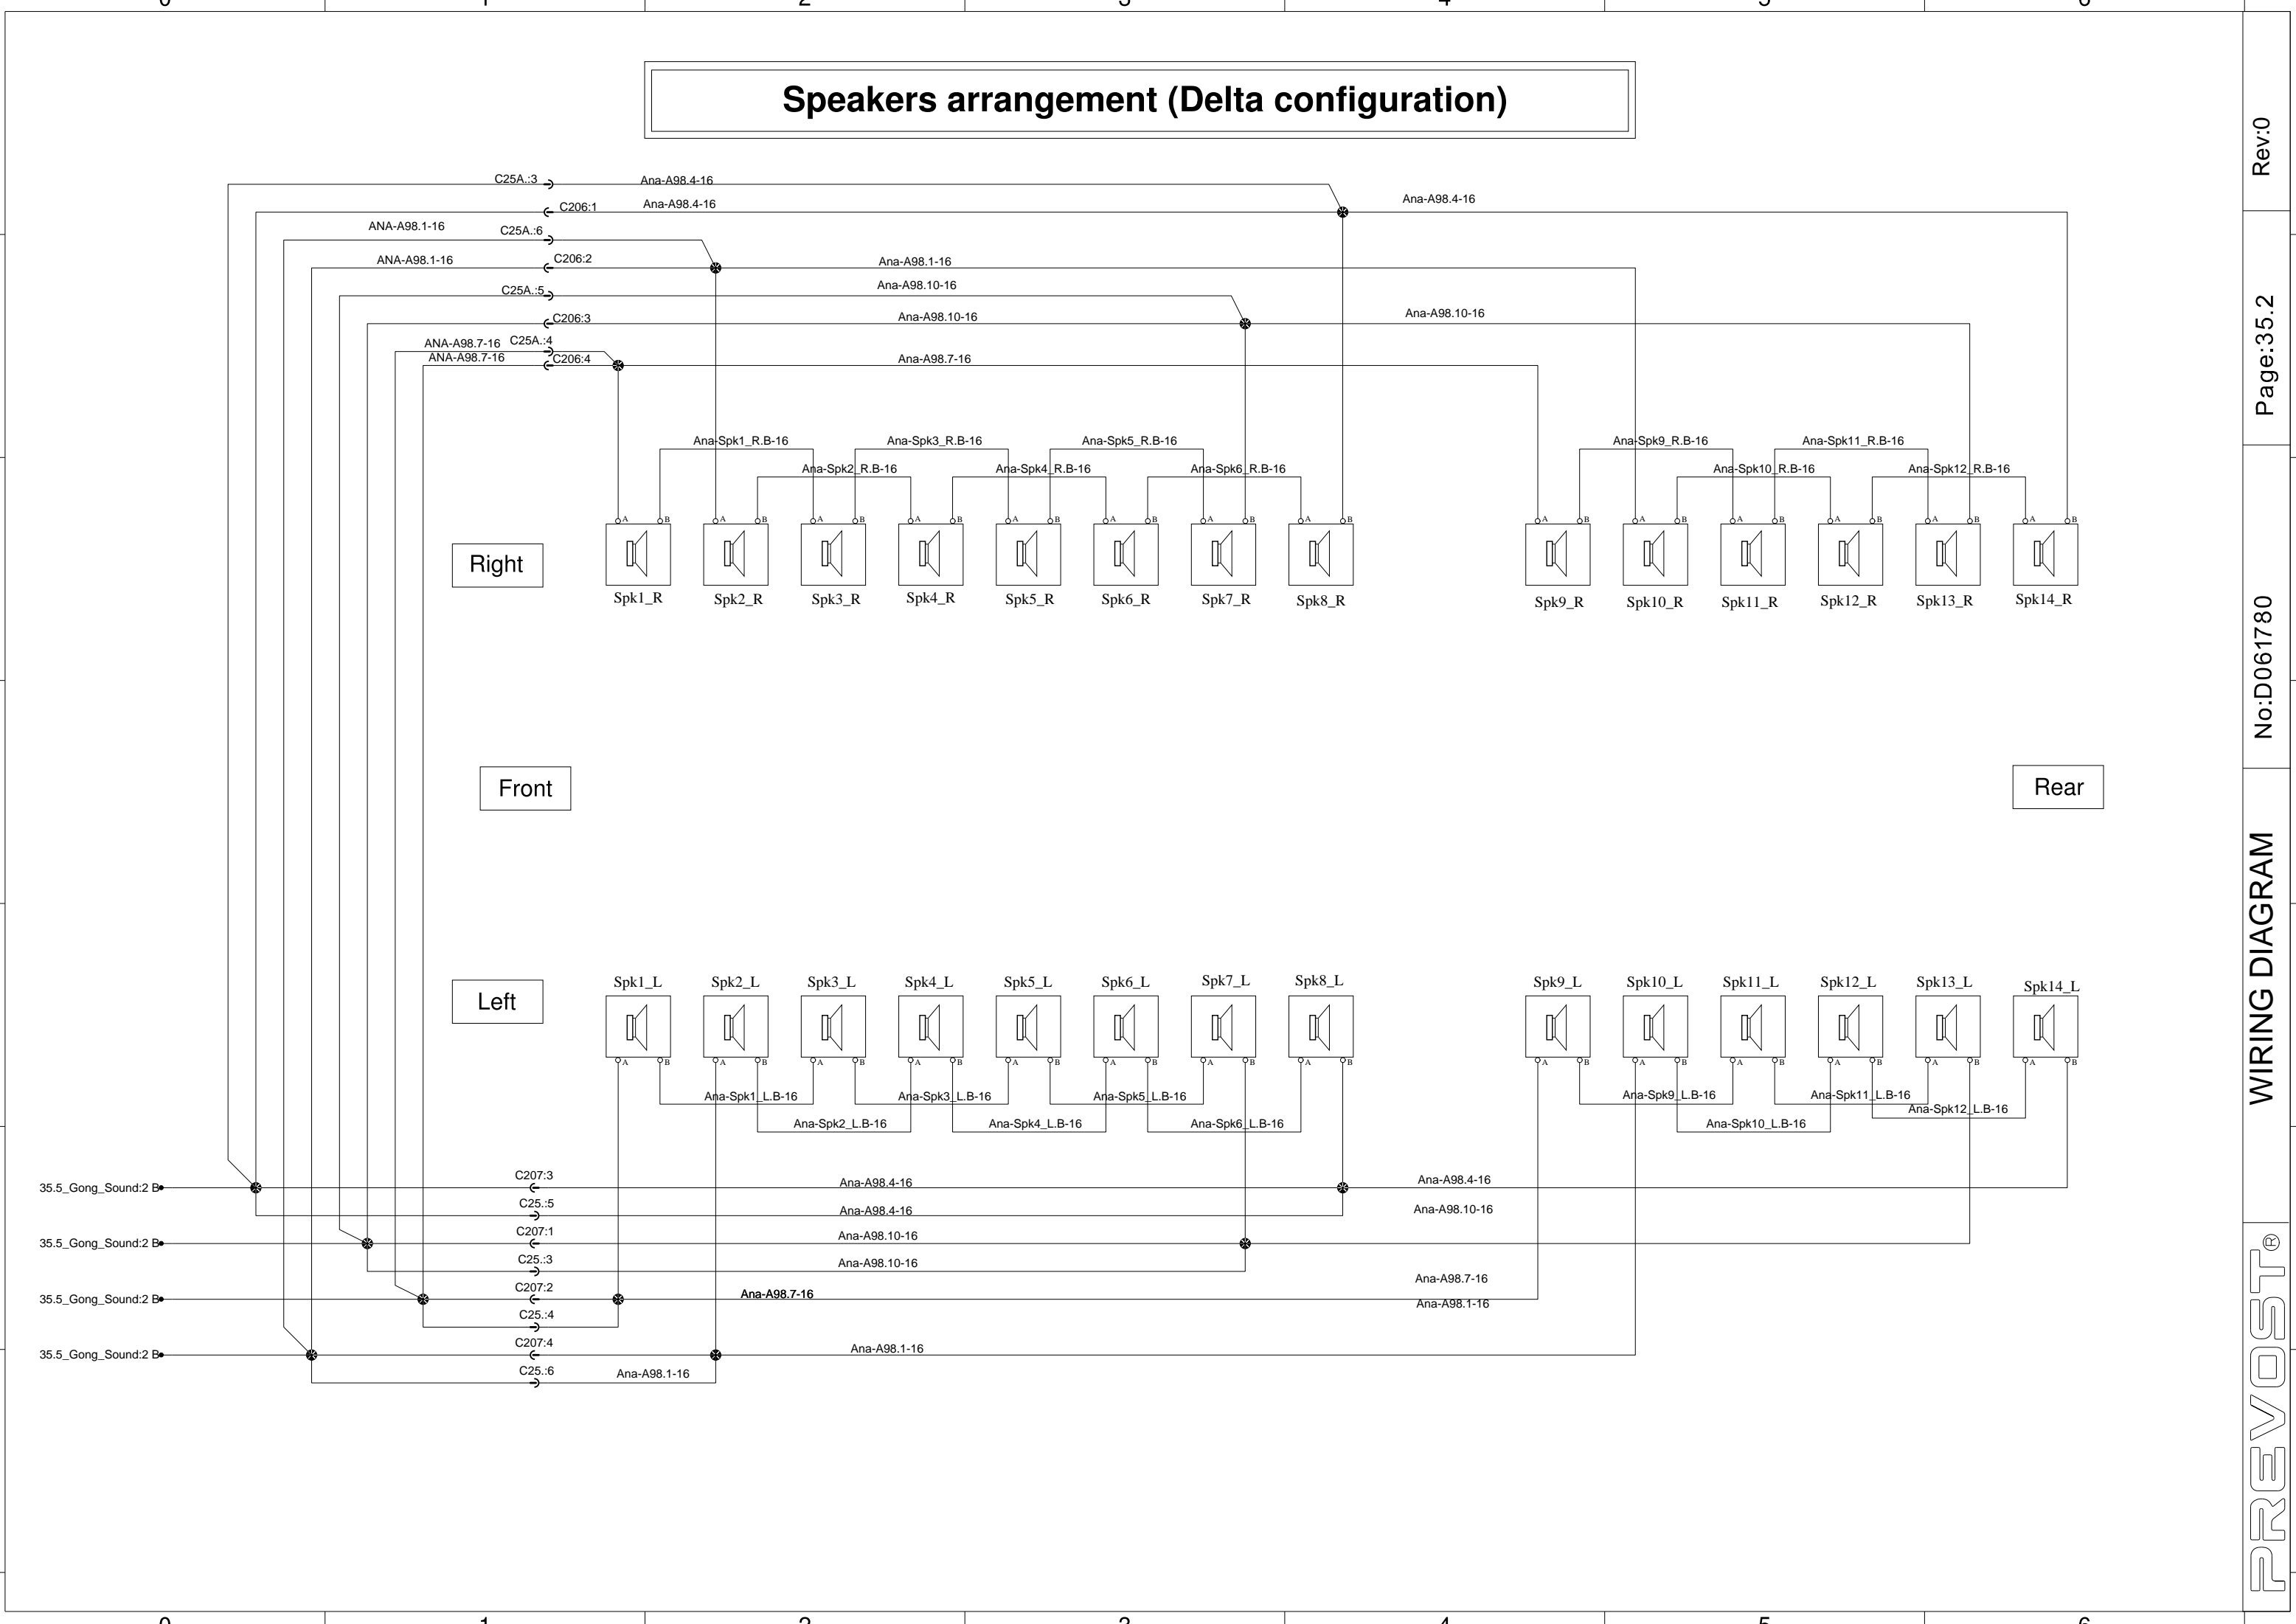 0 1 2 3 4 5 6
Speakers arrangement (Delta configuration)
C25A.:3 Ana-A98.4-16
C206:1 Ana-A98.4-16 Ana-A98.4-16
ANA-A98.1-16 C25A.:6
ANA-A98.1-16 C206:2 Ana-A98.1-16
C25A.:5 Ana-A98.10-16
C206:3 Ana-A98.10-16 Ana-A98.10-16
ANA-A98.7-16 C25A.:4
ANA-A98.7-16 C206:4 Ana-A98.7-16
Ana-Spk1_R.B-16 Ana-Spk3_R.B-16 Ana-Spk5_R.B-16 Ana-Spk9_R.B-16 Ana-Spk11_R.B-16
Ana-Spk2_R.B-16 Ana-Spk4_R.B-16 Ana-Spk6_R.B-16 Ana-Spk10_R.B-16 Ana-Spk12_R.B-16
A B A B A B A B A B A B A B A B A B A B A B A B A B A B
Right
Spk1_R Spk2_R Spk3_R Spk4_R Spk5_R Spk6_R Spk7_R Spk8_R Spk9_R Spk10_R Spk11_R Spk12_R Spk13_R Spk14_R
Front Rear
Spk1_L Spk2_L Spk3_L Spk4_L Spk5_L Spk6_L Spk7_L Spk8_L Spk9_L Spk10_L Spk11_L Spk12_L Spk13_L Spk14_L
Left
A B A B A B A B A B A B A B A B A B A B A B A B A B A B
Ana-Spk1_L.B-16 Ana-Spk3_L.B-16 Ana-Spk5_L.B-16 Ana-Spk9_L.B-16 Ana-Spk11_L.B-16
Ana-Spk12_L.B-16
Ana-Spk2_L.B-16 Ana-Spk4_L.B-16 Ana-Spk6_L.B-16 Ana-Spk10_L.B-16
35.5_Gong_Sound:2 B C207:3 Ana-A98.4-16 Ana-A98.4-16
C25.:5 Ana-A98.4-16 Ana-A98.10-16
35.5_Gong_Sound:2 B C207:1 Ana-A98.10-16
C25.:3 Ana-A98.10-16
35.5_Gong_Sound:2 B C207:2 Ana-A98.7-16 Ana-A98.7-16
C25.:4 Ana-A98.1-16
35.5_Gong_Sound:2 B C207:4 Ana-A98.1-16
C25.:6 Ana-A98.1-16
0 1 2 3 4 5 6
Rev:0
Page:35.2
No:D061780
WIRING DIAGRAM
PREVOST®